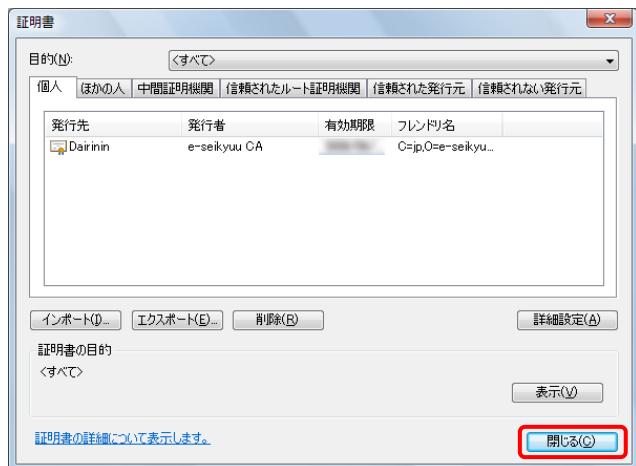 証明書
目的(N): <すべて>
個人 ほかの人 中間証明機関 信頼されたルート証明機関 信頼された発行元 信頼されない発行元
発行先 発行者 有効期限 フレンドリ名
Dairinin e-seikyuu CA C=jp,O=e-seikyu...
インポート(I)... エクスポート(E)... 削除(R) 詳細設定(A)
証明書の目的
<すべて>
表示(V)
証明書の詳細について表示します。
閉じる(C)